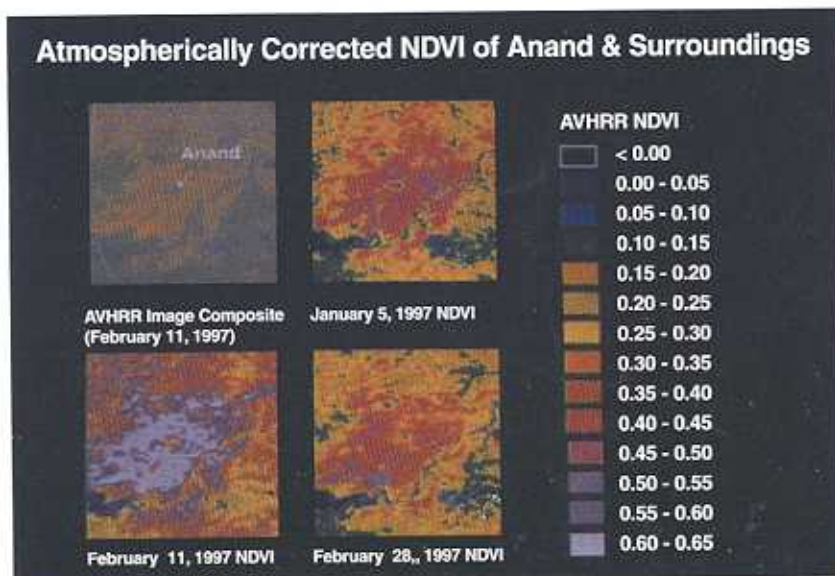 Atmospherically Corrected NDVI of Anand & Surroundings
Anand
AVHRR Image Composite
(February 11, 1997)
January 5, 1997 NDVI
February 11, 1997 NDVI
February 28,, 1997 NDVI
AVHRR NDVI
< 0.00
0.00 - 0.05
0.05 - 0.10
0.10 - 0.15
0.15 - 0.20
0.20 - 0.25
0.25 - 0.30
0.30 - 0.35
0.35 - 0.40
0.40 - 0.45
0.45 - 0.50
0.50 - 0.55
0.55 - 0.60
0.60 - 0.65